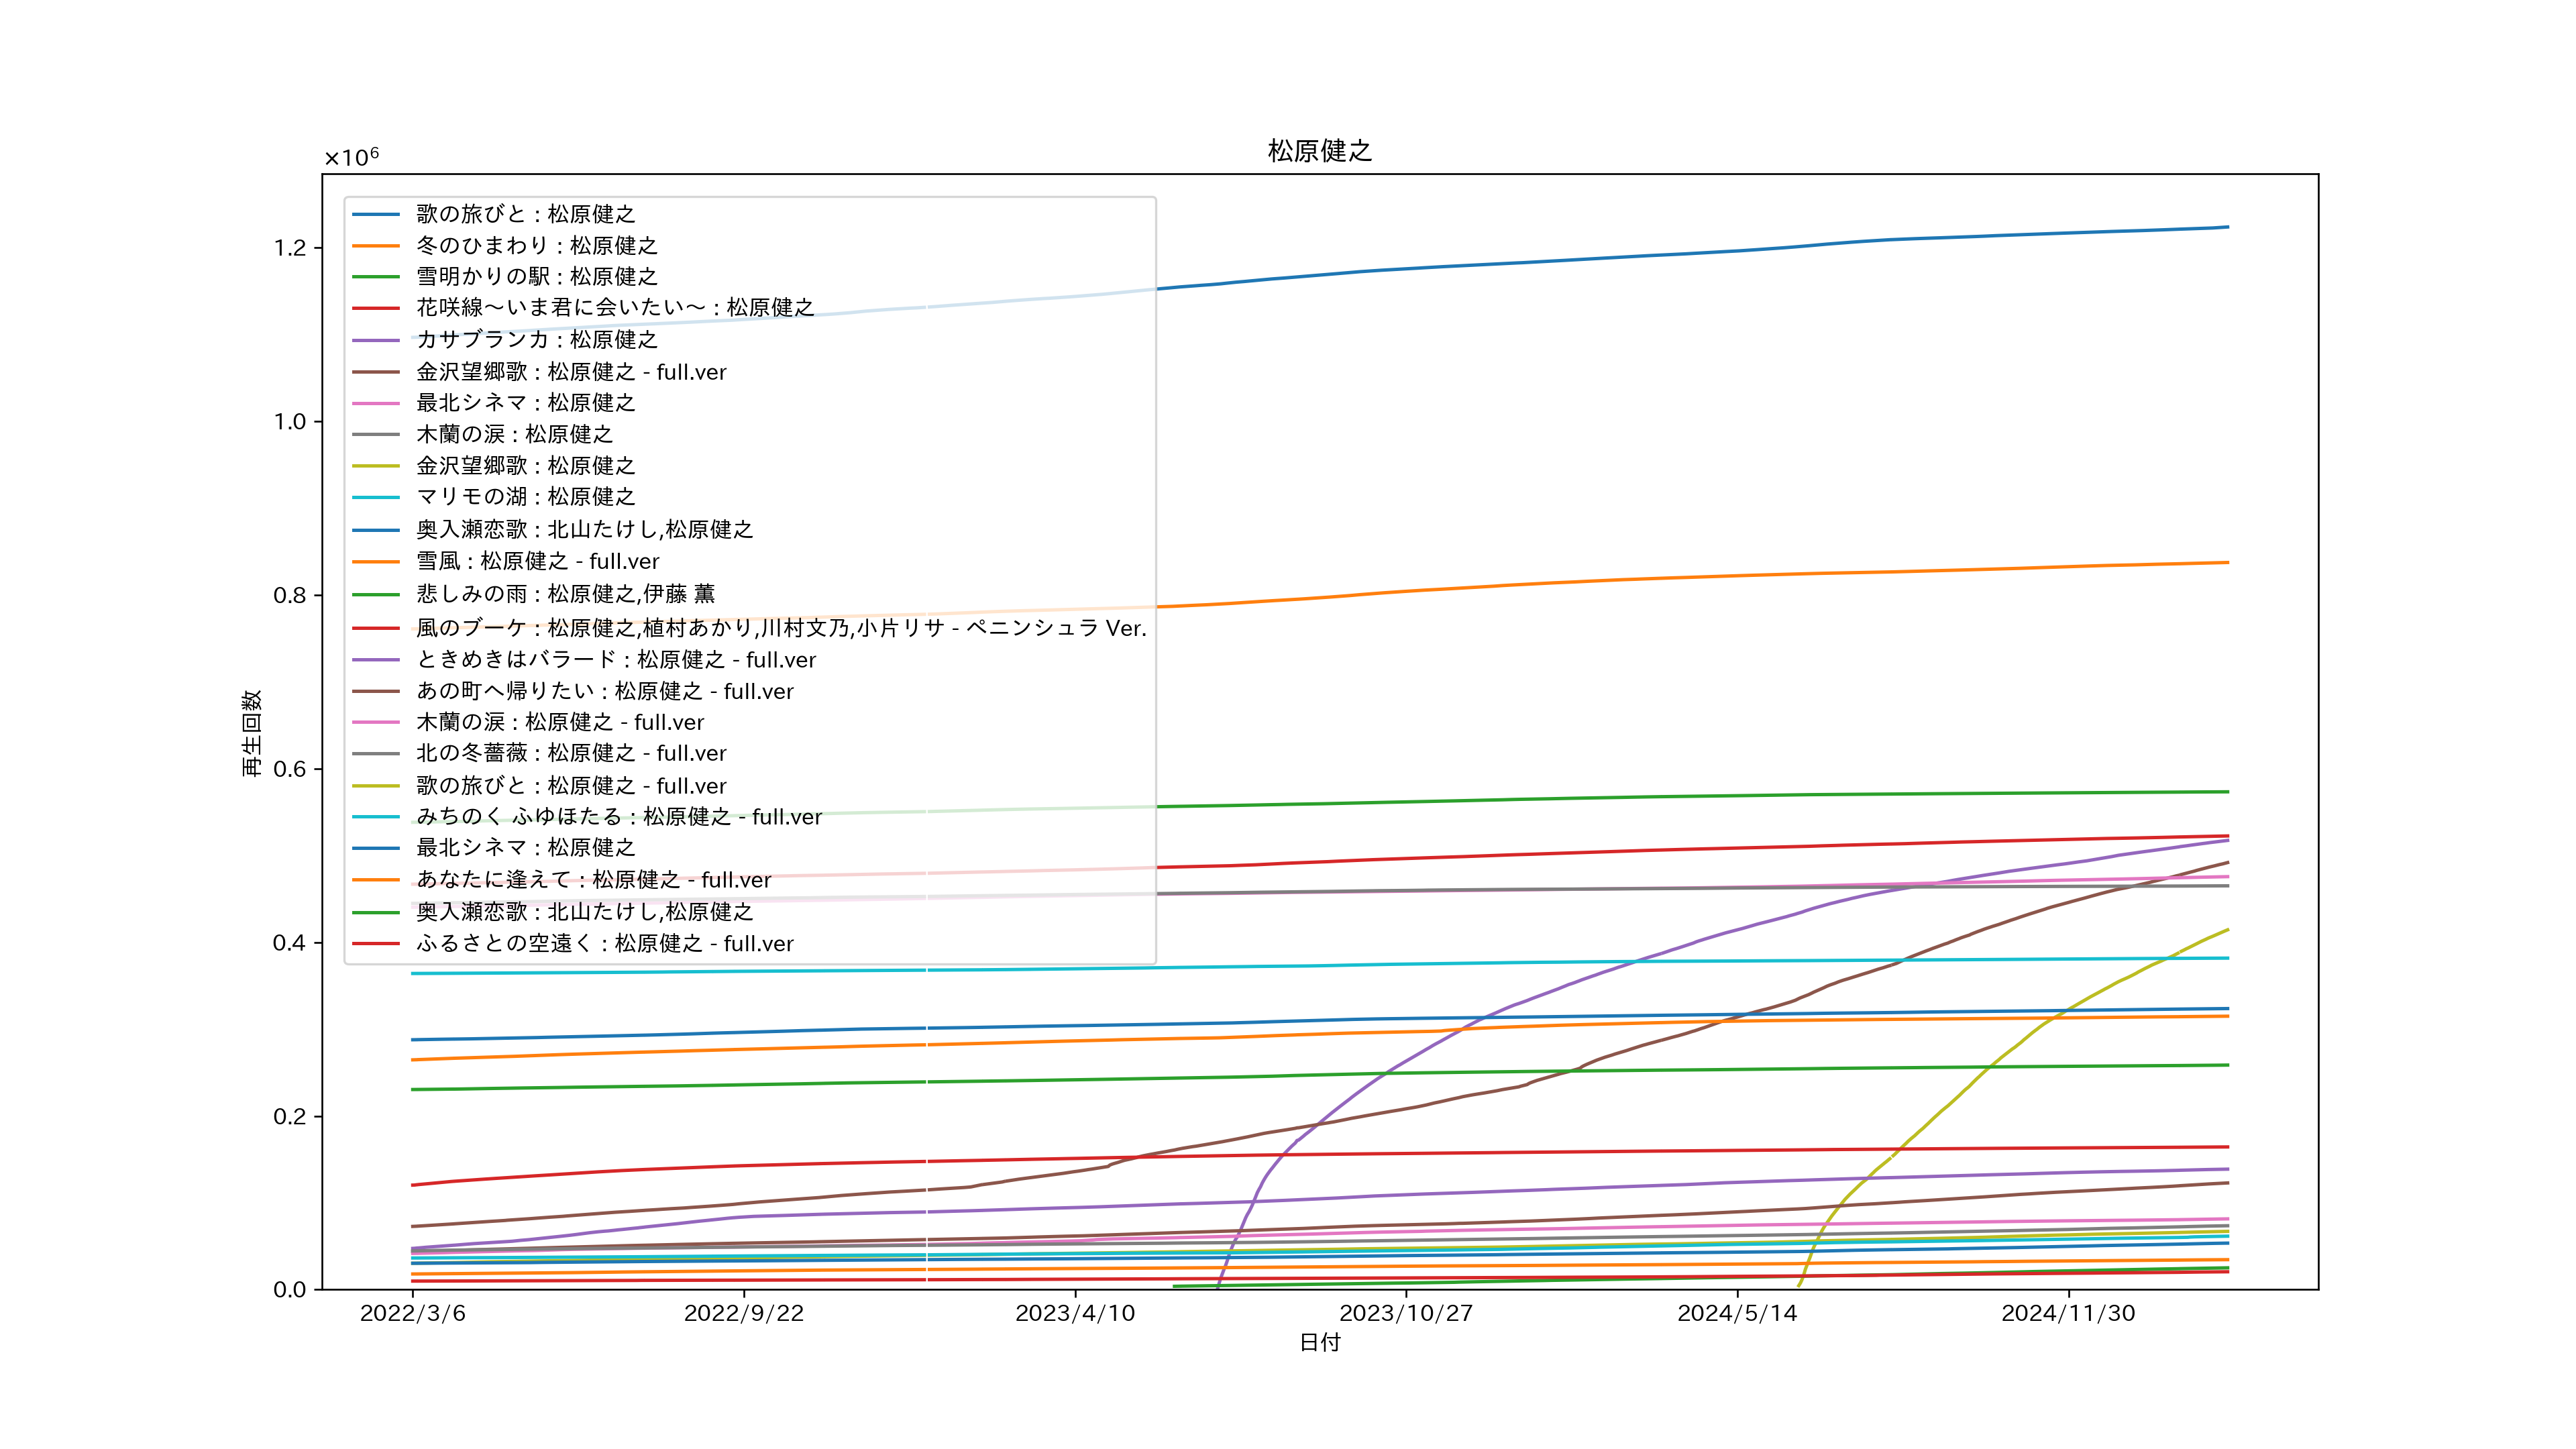 松原健之
×10⁶
歌の旅びと : 松原健之
冬のひまわり : 松原健之
雪明かりの駅 : 松原健之
花咲線～いま君に会いたい～ : 松原健之
カサブランカ : 松原健之
金沢望郷歌 : 松原健之 - full.ver
最北シネマ : 松原健之
木蘭の涙 : 松原健之
金沢望郷歌 : 松原健之
マリモの湖 : 松原健之
奥入瀬恋歌 : 北山たけし,松原健之
雪風 : 松原健之 - full.ver
悲しみの雨 : 松原健之,伊藤 薫
風のブーケ : 松原健之,植村あかり,川村文乃,小片リサ - ペニンシュラ Ver.
ときめきはバラード : 松原健之 - full.ver
あの町へ帰りたい : 松原健之 - full.ver
木蘭の涙 : 松原健之 - full.ver
北の冬薔薇 : 松原健之 - full.ver
歌の旅びと : 松原健之 - full.ver
みちのく ふゆほたる : 松原健之 - full.ver
最北シネマ : 松原健之
あなたに逢えて : 松原健之 - full.ver
奥入瀬恋歌 : 北山たけし,松原健之
ふるさとの空遠く : 松原健之 - full.ver
1.2
1.0
0.8
0.6
0.4
0.2
0.0
再生回数
2022/3/6
2022/9/22
2023/4/10
2023/10/27
2024/5/14
2024/11/30
日付